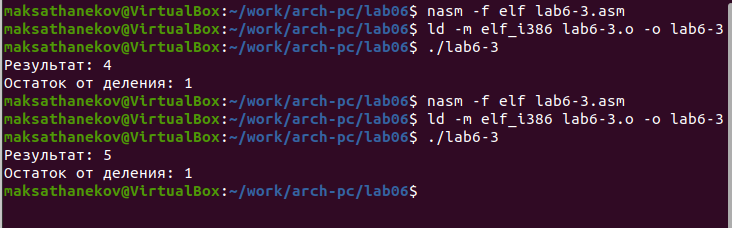 maksathanekov@VirtualBox:~/work/arch-pc/lab06$ nasm -f elf lab6-3.asm
maksathanekov@VirtualBox:~/work/arch-pc/lab06$ ld -m elf_i386 lab6-3.o -o lab6-3
maksathanekov@VirtualBox:~/work/arch-pc/lab06$ ./lab6-3
Результат: 4
Остаток от деления: 1
maksathanekov@VirtualBox:~/work/arch-pc/lab06$ nasm -f elf lab6-3.asm
maksathanekov@VirtualBox:~/work/arch-pc/lab06$ ld -m elf_i386 lab6-3.o -o lab6-3
maksathanekov@VirtualBox:~/work/arch-pc/lab06$ ./lab6-3
Результат: 5
Остаток от деления: 1
maksathanekov@VirtualBox:~/work/arch-pc/lab06$